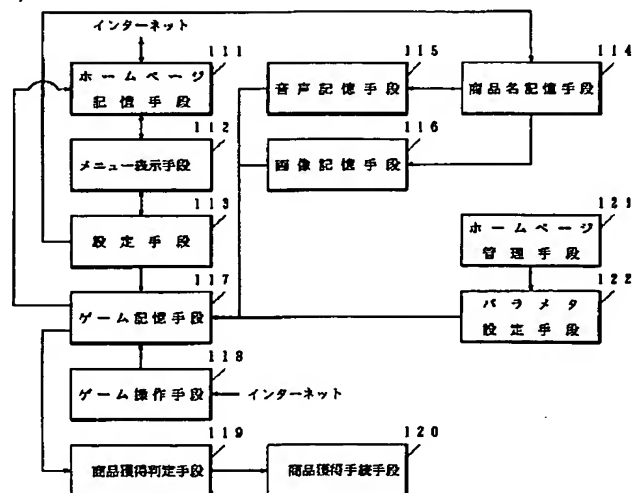 インターネット
111
ホームページ
記憶手段
115
音声記憶手段
114
商品名記憶手段
112
メニュー表示手段
116
画像記憶手段
113
設定手段
121
ホームページ
管理手段
117
ゲーム記憶手段
122
パラメタ
設定手段
118
ゲーム操作手段
インターネット
119
商品獲得判定手段
120
商品獲得手続手段